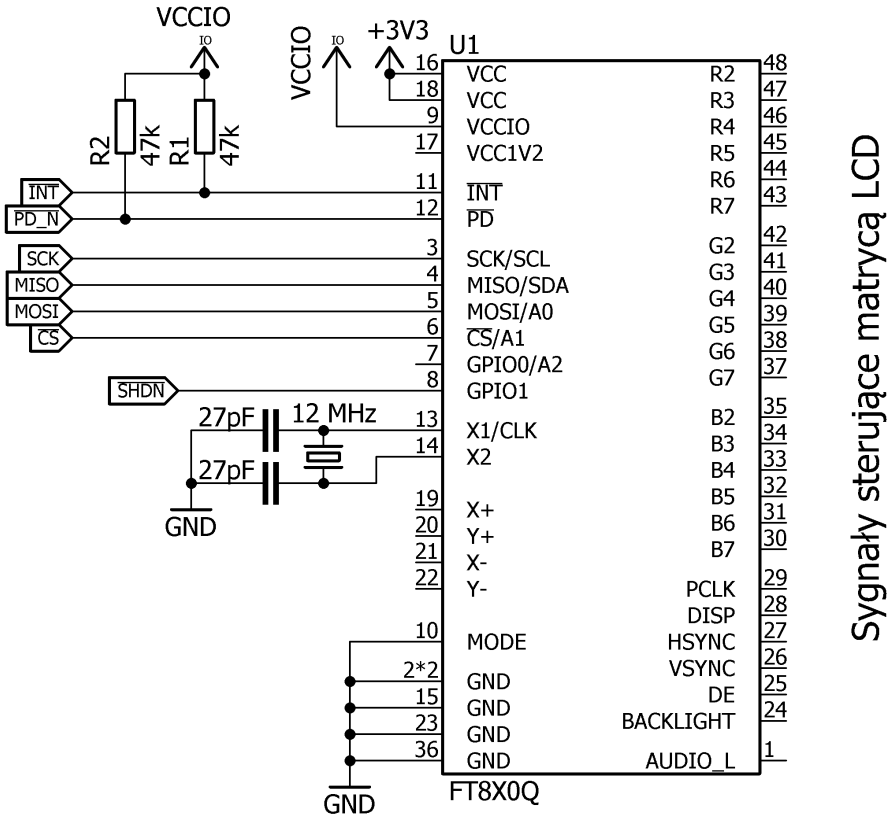 VCCIO
IO
VCCIO
IO
+3V3
U1
R2
47k
R1
47k
16 VCC
18 VCC
9 VCCIO
17 VCC1V2
INT 11 INT
PD_N 12 PD
SCK 3 SCK/SCL
MISO 4 MISO/SDA
MOSI 5 MOSI/A0
CS 6 CS/A1
7 GPIO0/A2
SHDN 8 GPIO1
27pF 12 MHz 13 X1/CLK
27pF 14 X2
GND
19 X+
20 Y+
21 X-
22 Y-
10 MODE
2*2 GND
15 GND
23 GND
36 GND
GND
R2 48
R3 47
R4 46
R5 45
R6 44
R7 43
G2 42
G3 41
G4 40
G5 39
G6 38
G7 37
B2 35
B3 34
B4 33
B5 32
B6 31
B7 30
PCLK 29
DISP 28
HSYNC 27
VSYNC 26
DE 25
BACKLIGHT 24
AUDIO_L 1
FT8X0Q
Sygnały sterujące matrycą LCD